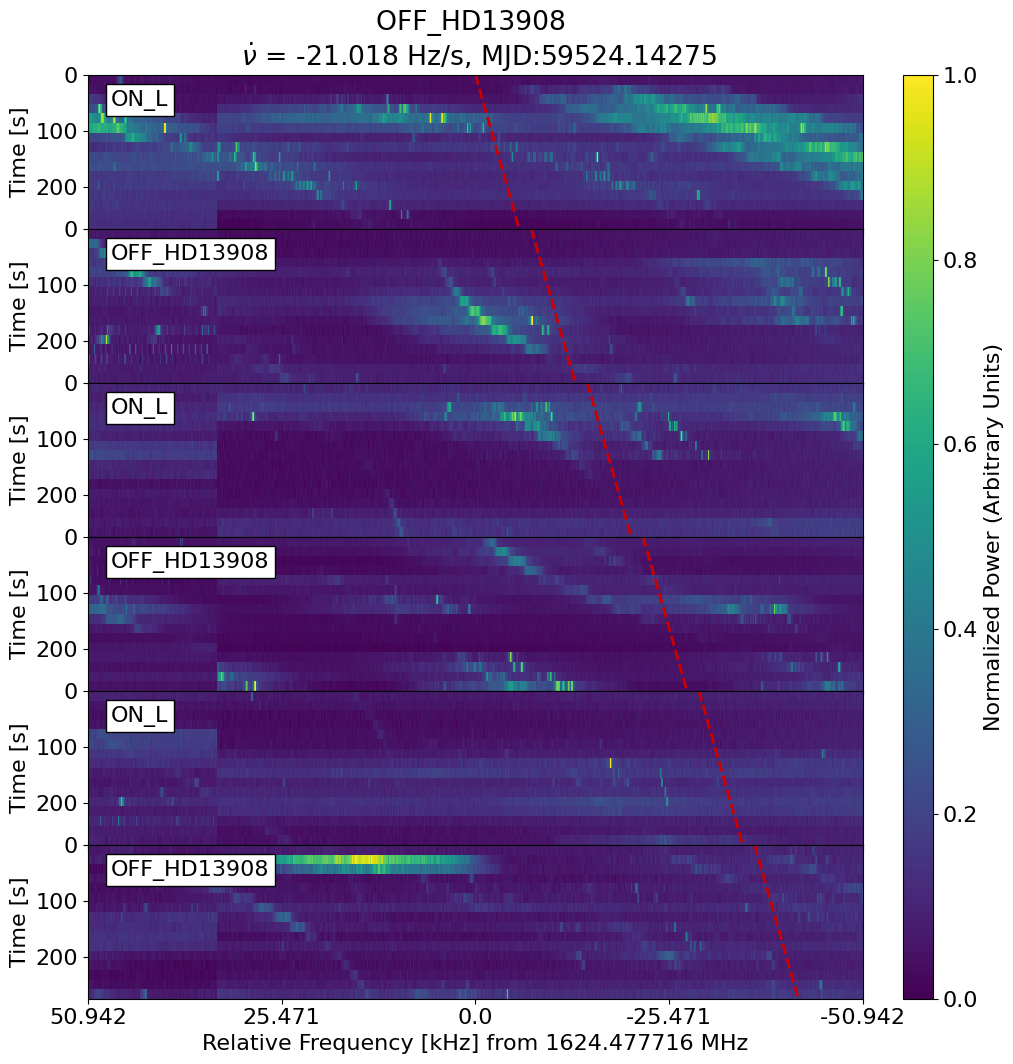 OFF_HD13908
ν̇ = -21.018 Hz/s, MJD:59524.14275
0
ON_L
100
200
Time [s]
0
OFF_HD13908
100
200
Time [s]
0
ON_L
100
200
Time [s]
0
OFF_HD13908
100
200
Time [s]
0
ON_L
100
200
Time [s]
0
OFF_HD13908
100
200
Time [s]
50.942 25.471 0.0 -25.471 -50.942
Relative Frequency [kHz] from 1624.477716 MHz
1.0
0.8
0.6
0.4
0.2
0.0
Normalized Power (Arbitrary Units)